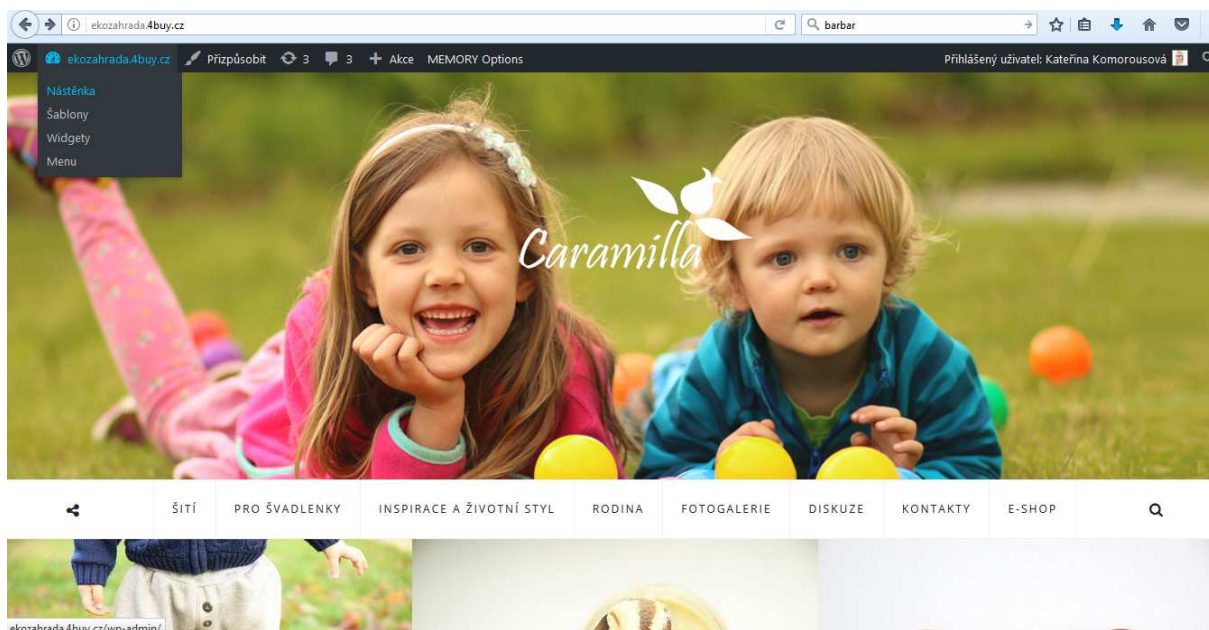 ekozahrada.4buy.cz
barbar
ekozahrada.4buy.cz Přizpůsobit 3 3 + Akce MEMORY Options Přihlášený uživatel: Kateřina Komorousová
Nástěnka
Šablony
Widgety
Menu
Caramilla
ŠITÍ PRO ŠVADLENKY INSPIRACE A ŽIVOTNÍ STYL RODINA FOTOGALERIE DISKUZE KONTAKTY E-SHOP
ekozahrada.4buy.cz/wp-admin/